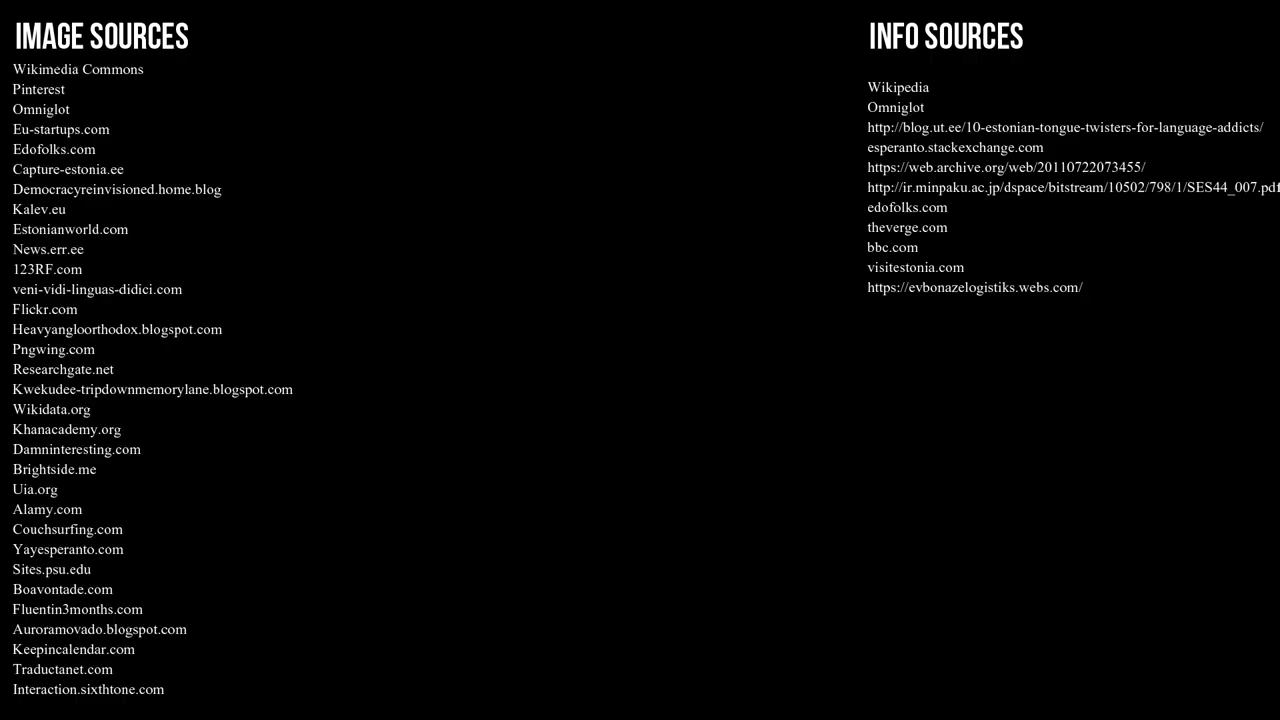 IMAGE SOURCES
Wikimedia Commons
Pinterest
Omniglot
Eu-startups.com
Edofolks.com
Capture-estonia.ee
Democracyreinvisioned.home.blog
Kalev.eu
Estonianworld.com
News.err.ee
123RF.com
veni-vidi-linguas-didici.com
Flickr.com
Heavyangloorthodox.blogspot.com
Pngwing.com
Researchgate.net
Kwekudee-tripdownmemorylane.blogspot.com
Wikidata.org
Khanacademy.org
Damninteresting.com
Brightside.me
Uia.org
Alamy.com
Couchsurfing.com
Yayesperanto.com
Sites.psu.edu
Boavontade.com
Fluentin3months.com
Auroramovado.blogspot.com
Keepincalendar.com
Traductanet.com
Interaction.sixthtone.com
INFO SOURCES
Wikipedia
Omniglot
http://blog.ut.ee/10-estonian-tongue-twisters-for-language-addicts/
esperanto.stackexchange.com
https://web.archive.org/web/20110722073455/
http://ir.minpaku.ac.jp/dspace/bitstream/10502/798/1/SES44_007.pdf
edofolks.com
theverge.com
bbc.com
visitestonia.com
https://evbonazelogistiks.webs.com/